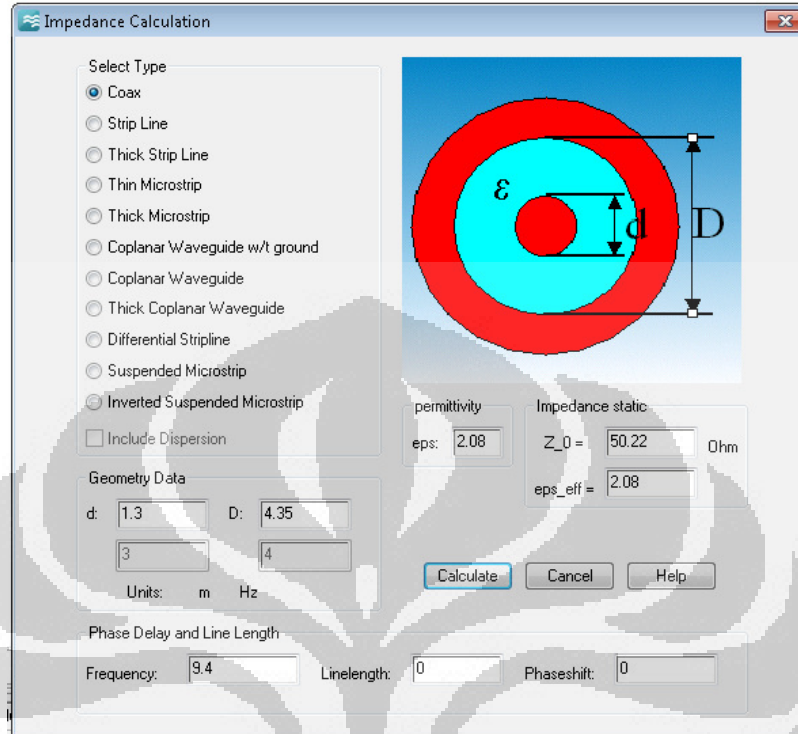 Impedance Calculation
Select Type
Coax
Strip Line
Thick Strip Line
Thin Microstrip
Thick Microstrip
Coplanar Waveguide w/t ground
Coplanar Waveguide
Thick Coplanar Waveguide
Differential Stripline
Suspended Microstrip
Inverted Suspended Microstrip
Include Dispersion
ε d D
permittivity
eps: 2.08
Impedance static
Z_0 = 50.22 Ohm
eps_eff = 2.08
Geometry Data
d: 1.3 D: 4.35
3 4
Units: m Hz
Calculate Cancel Help
Phase Delay and Line Length
Frequency: 9.4 Linelength: 0 Phaseshift: 0